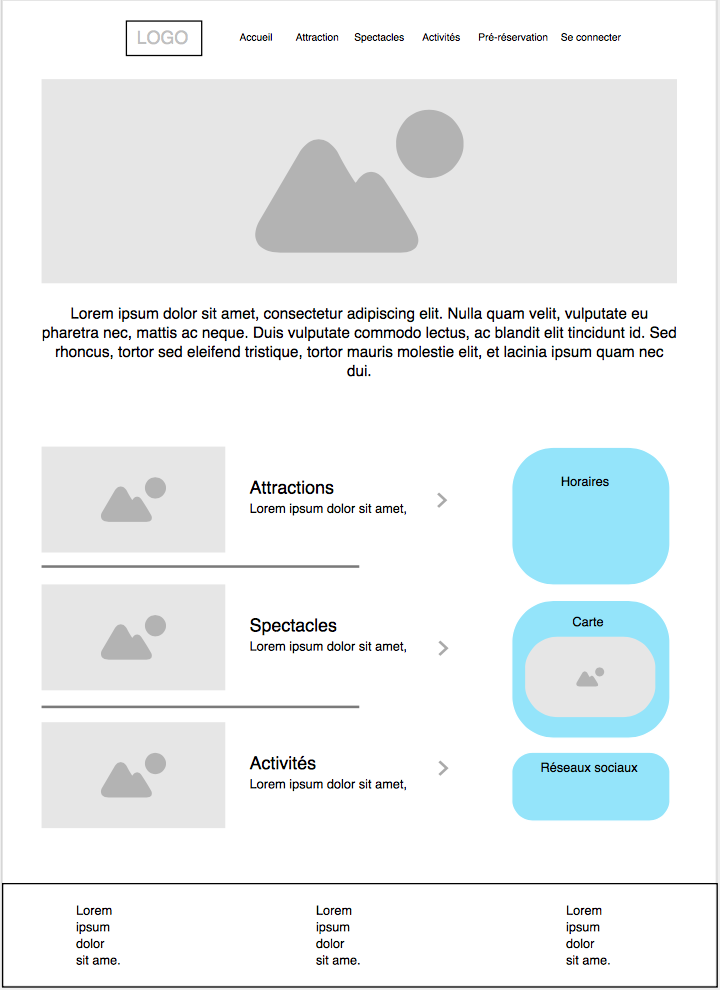 LOGO
Accueil Attraction Spectacles Activités Pré-réservation Se connecter
Lorem ipsum dolor sit amet, consectetur adipiscing elit. Nulla quam velit, vulputate eu
pharetra nec, mattis ac neque. Duis vulputate commodo lectus, ac blandit elit tincidunt id. Sed
rhoncus, tortor sed eleifend tristique, tortor mauris molestie elit, et lacinia ipsum quam nec
dui.
Attractions
Lorem ipsum dolor sit amet,
Spectacles
Lorem ipsum dolor sit amet,
Activités
Lorem ipsum dolor sit amet,
Horaires
Carte
Réseaux sociaux
Lorem
ipsum
dolor
sit ame.
Lorem
ipsum
dolor
sit ame.
Lorem
ipsum
dolor
sit ame.